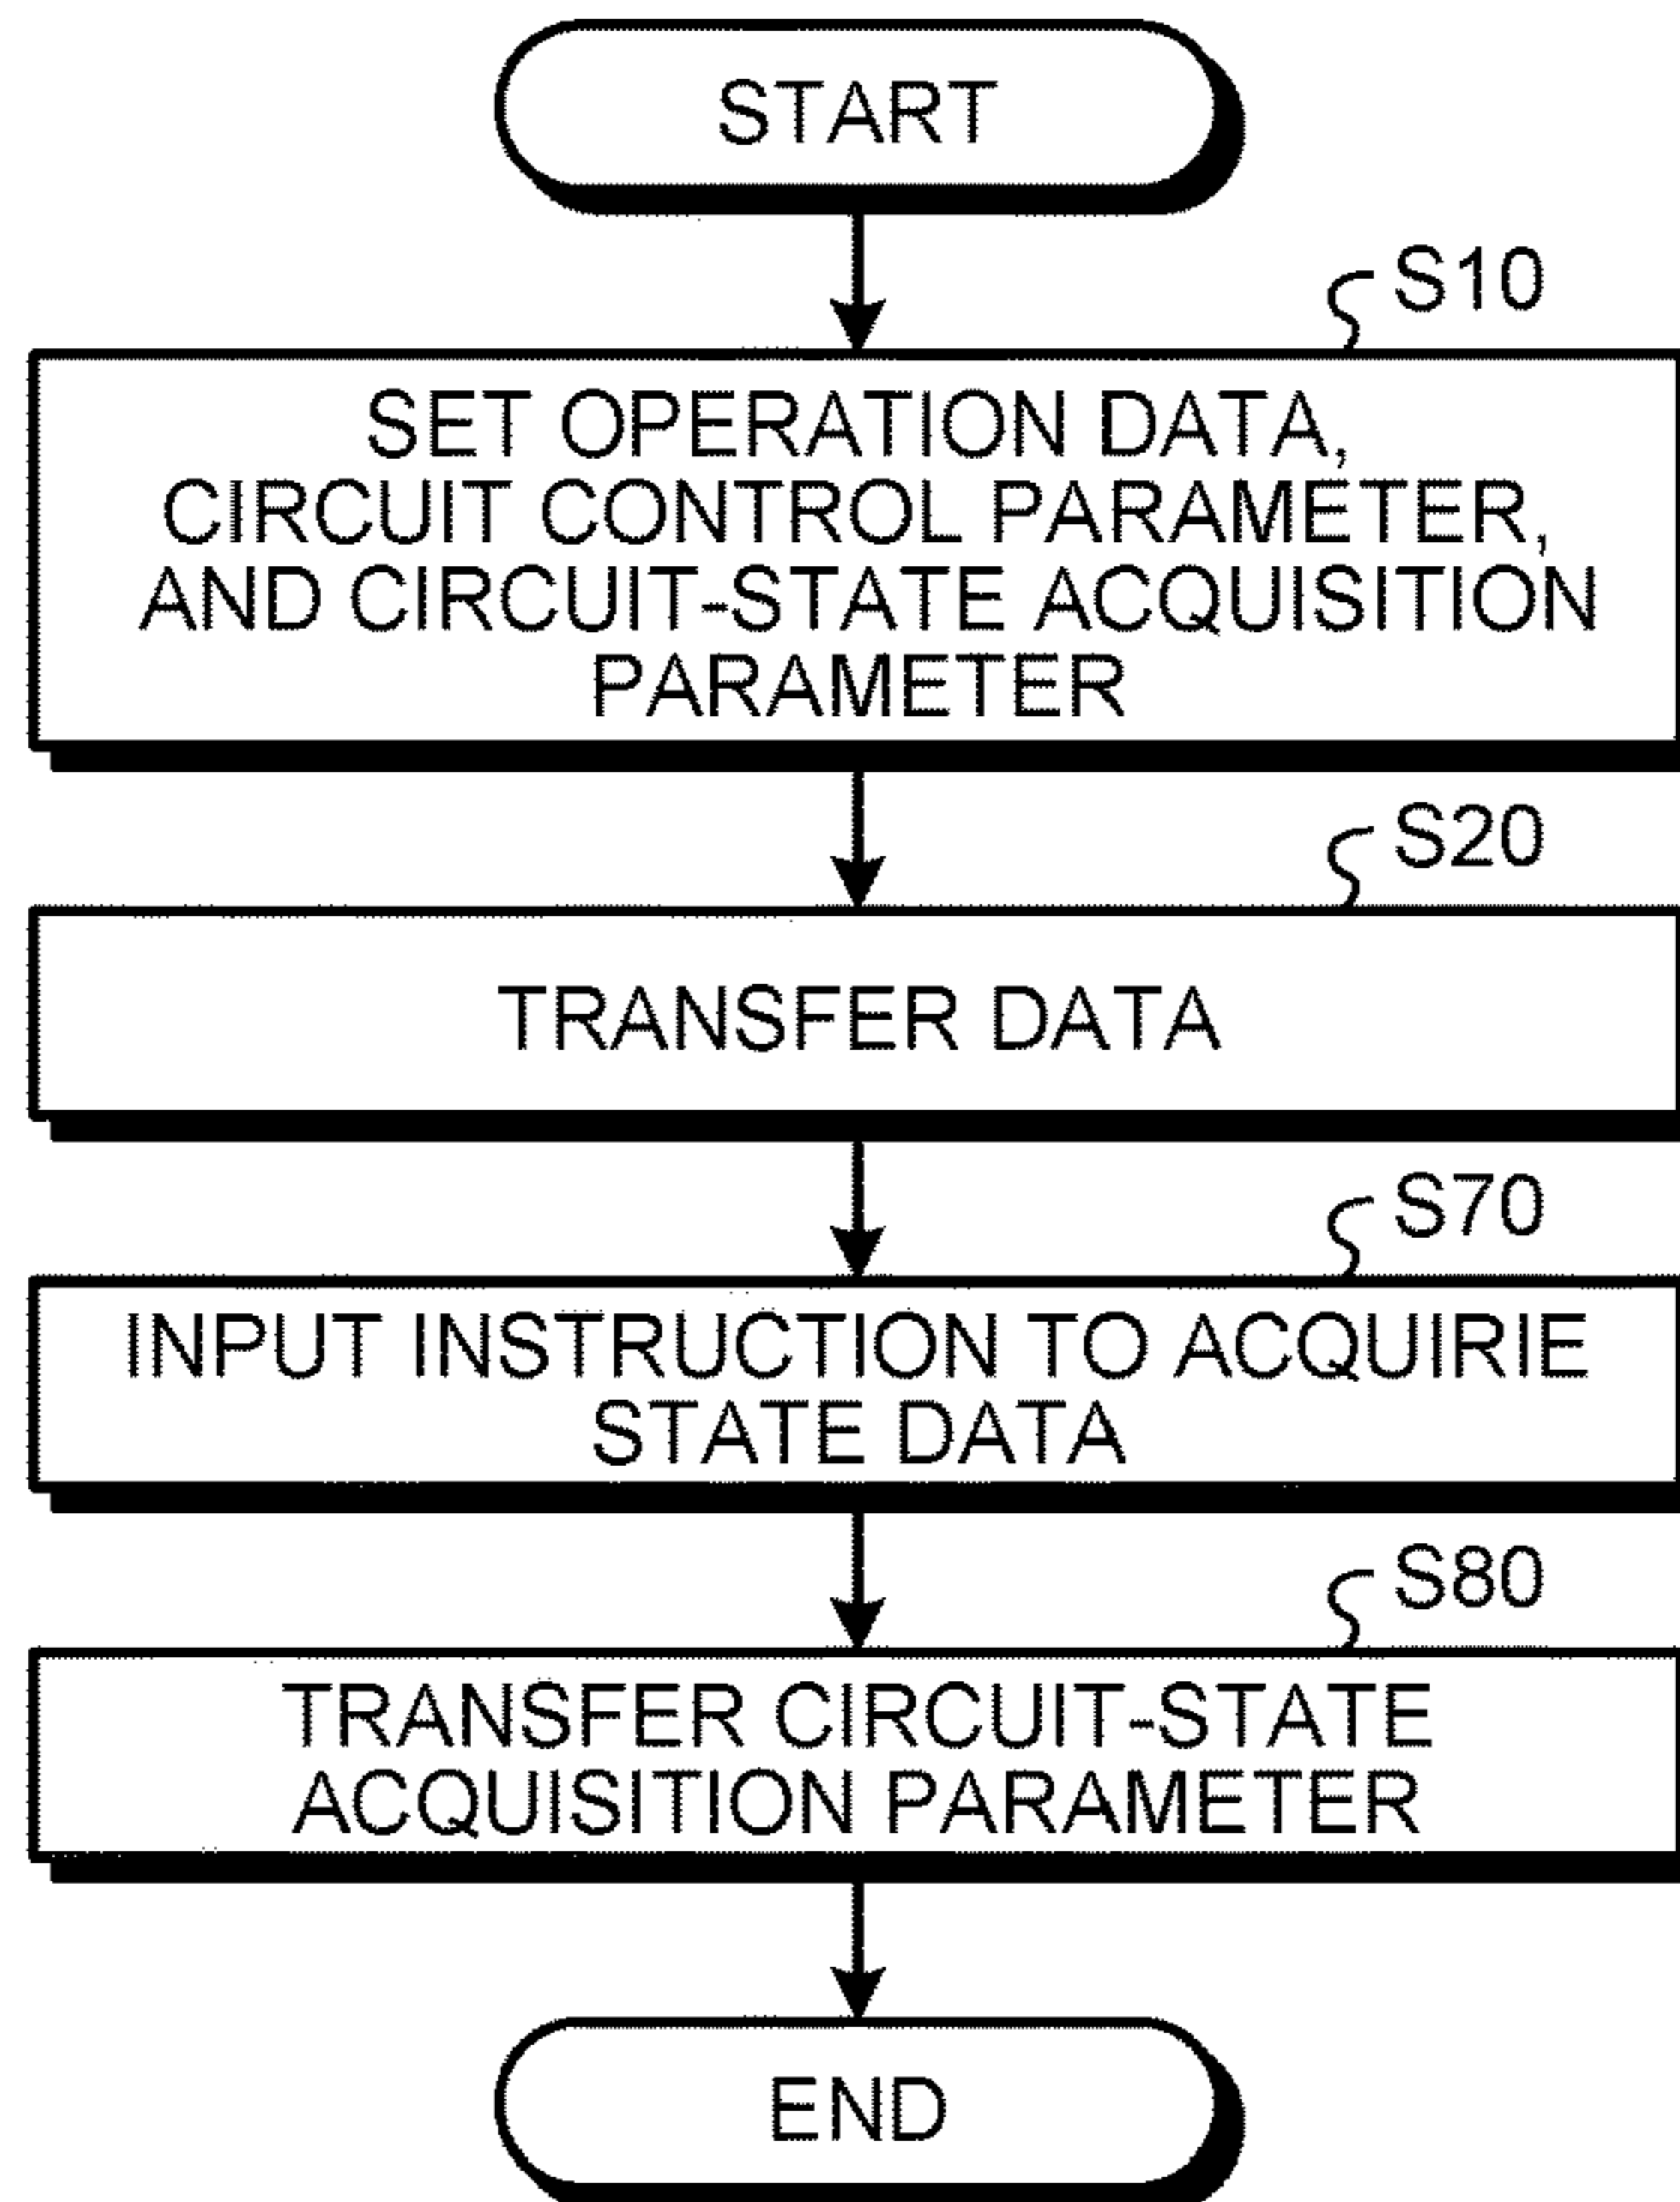 START
S10
SET OPERATION DATA,
CIRCUIT CONTROL PARAMETER,
AND CIRCUIT-STATE ACQUISITION
PARAMETER
S20
TRANSFER DATA
S70
INPUT INSTRUCTION TO ACQUIRIE
STATE DATA
S80
TRANSFER CIRCUIT-STATE
ACQUISITION PARAMETER
END